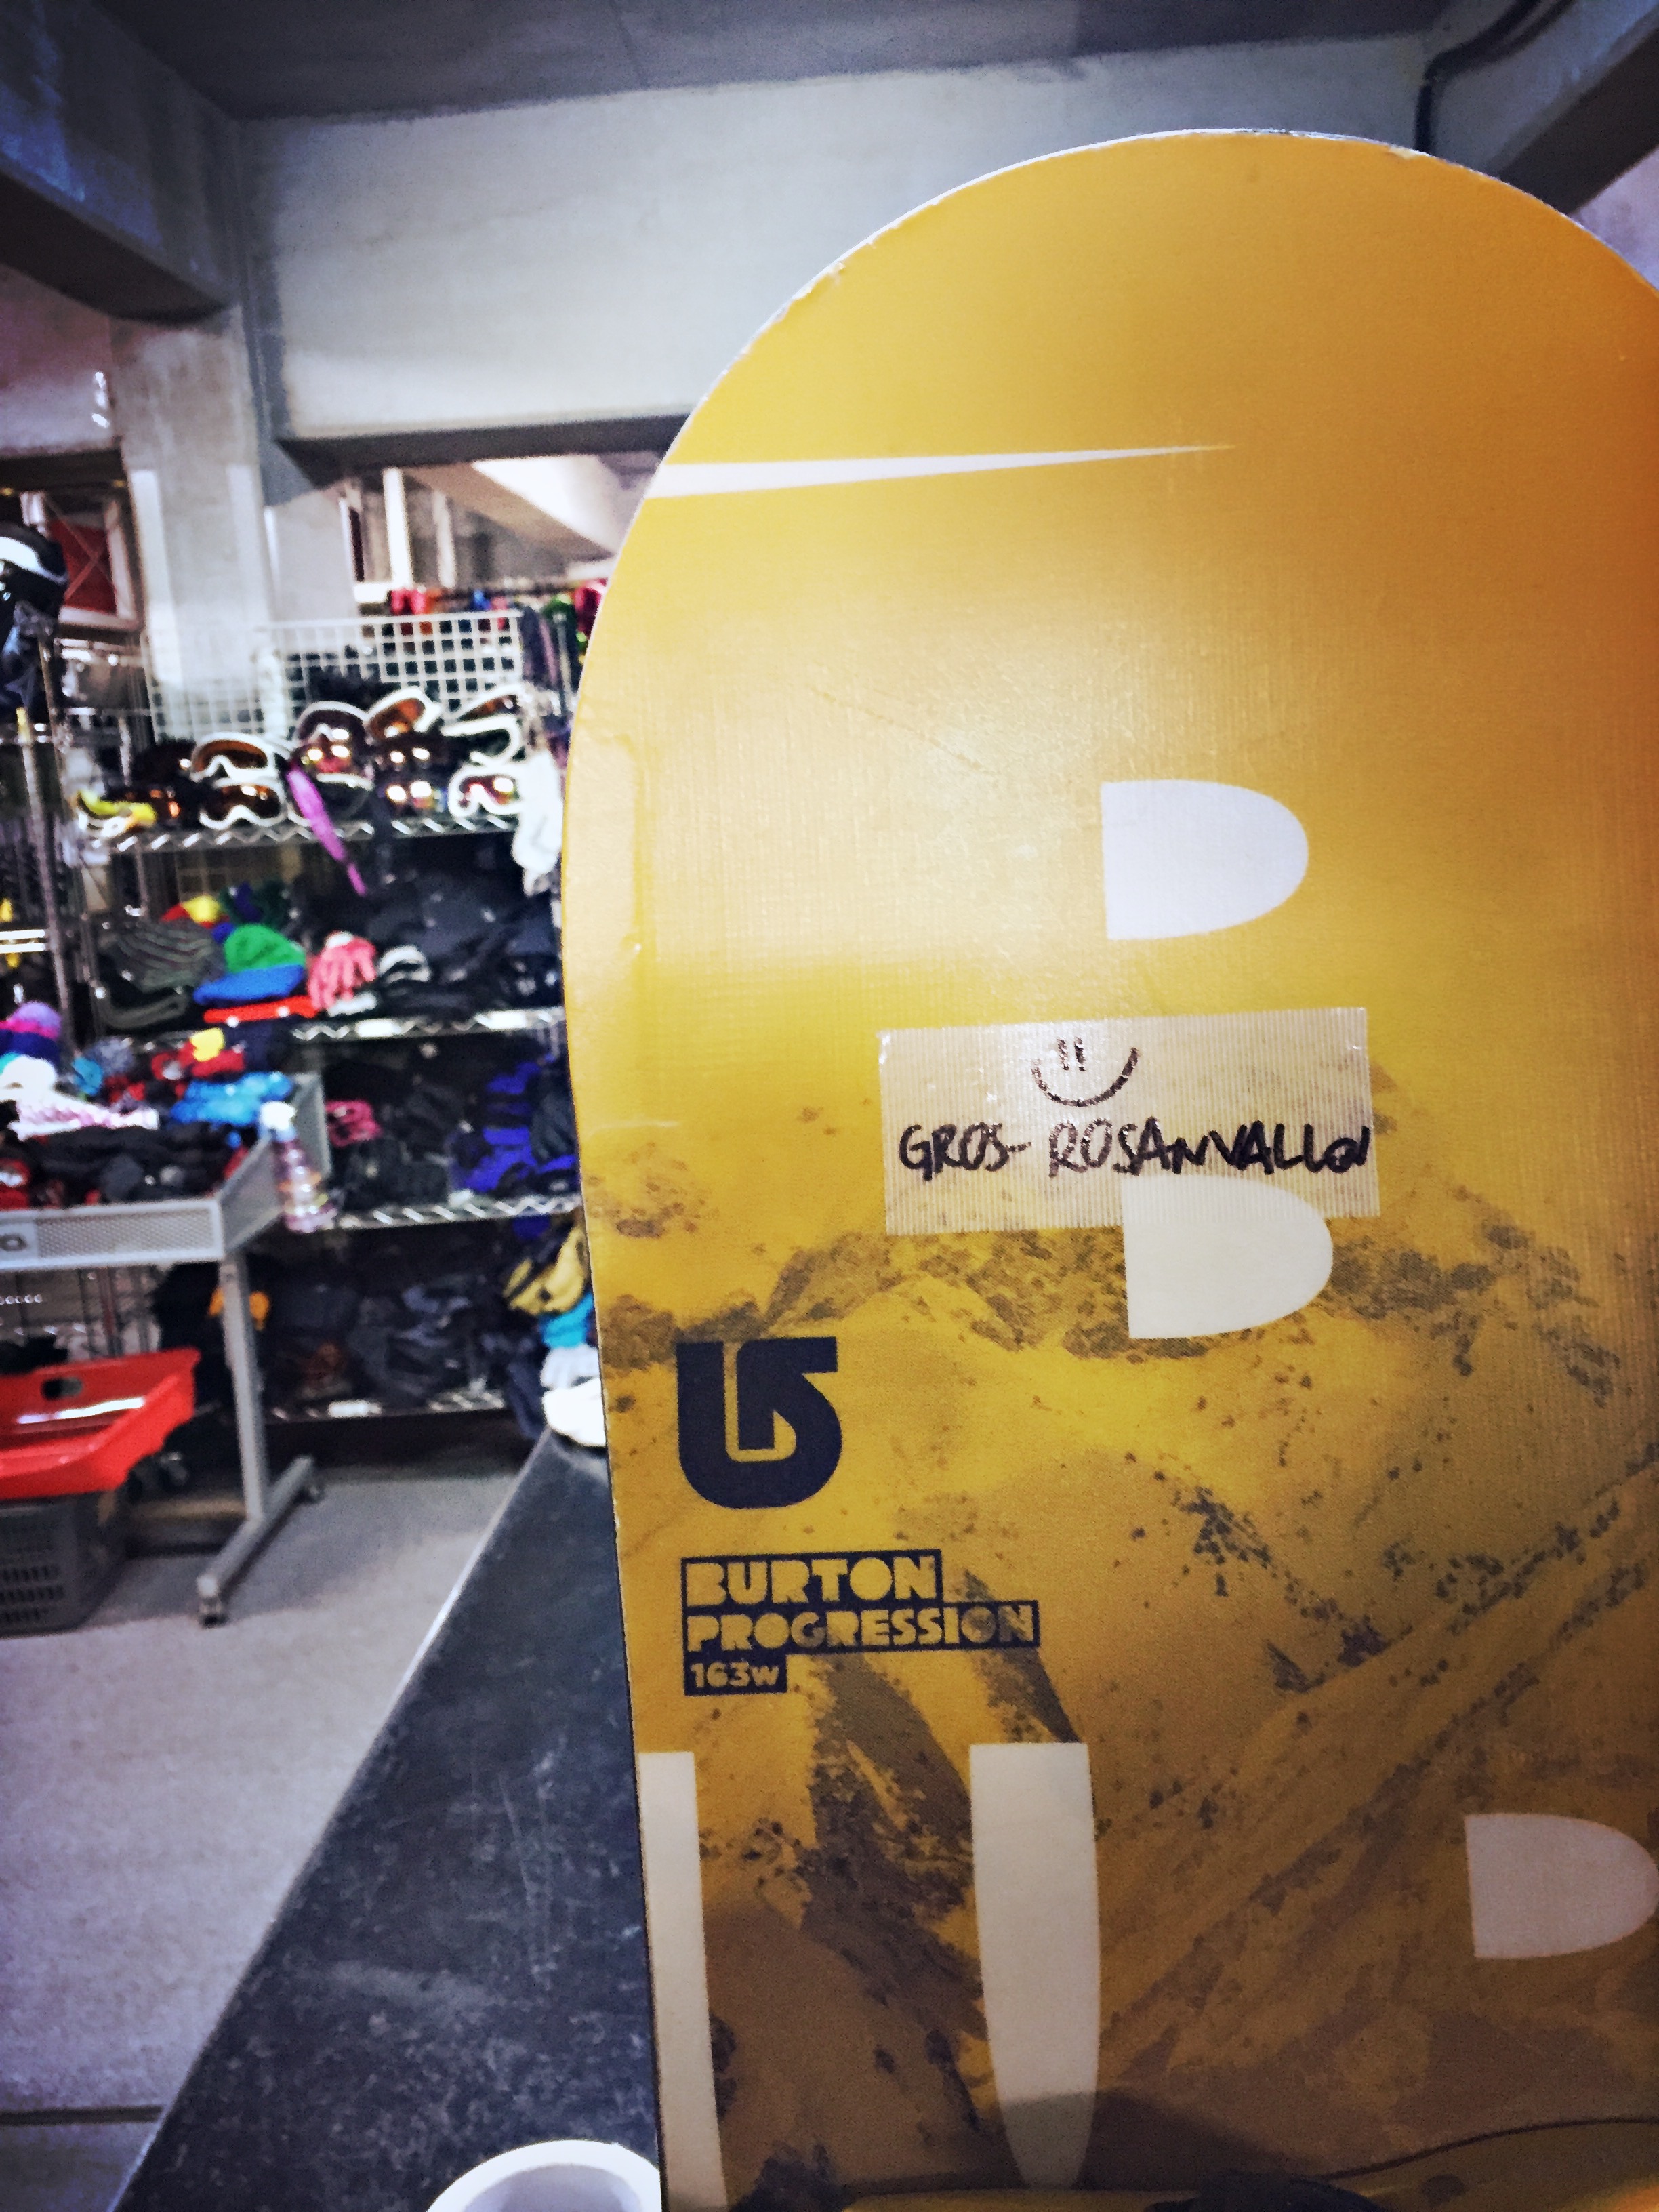 GROS-ROSANVALLON
BURTON
PROGRESSION
163W